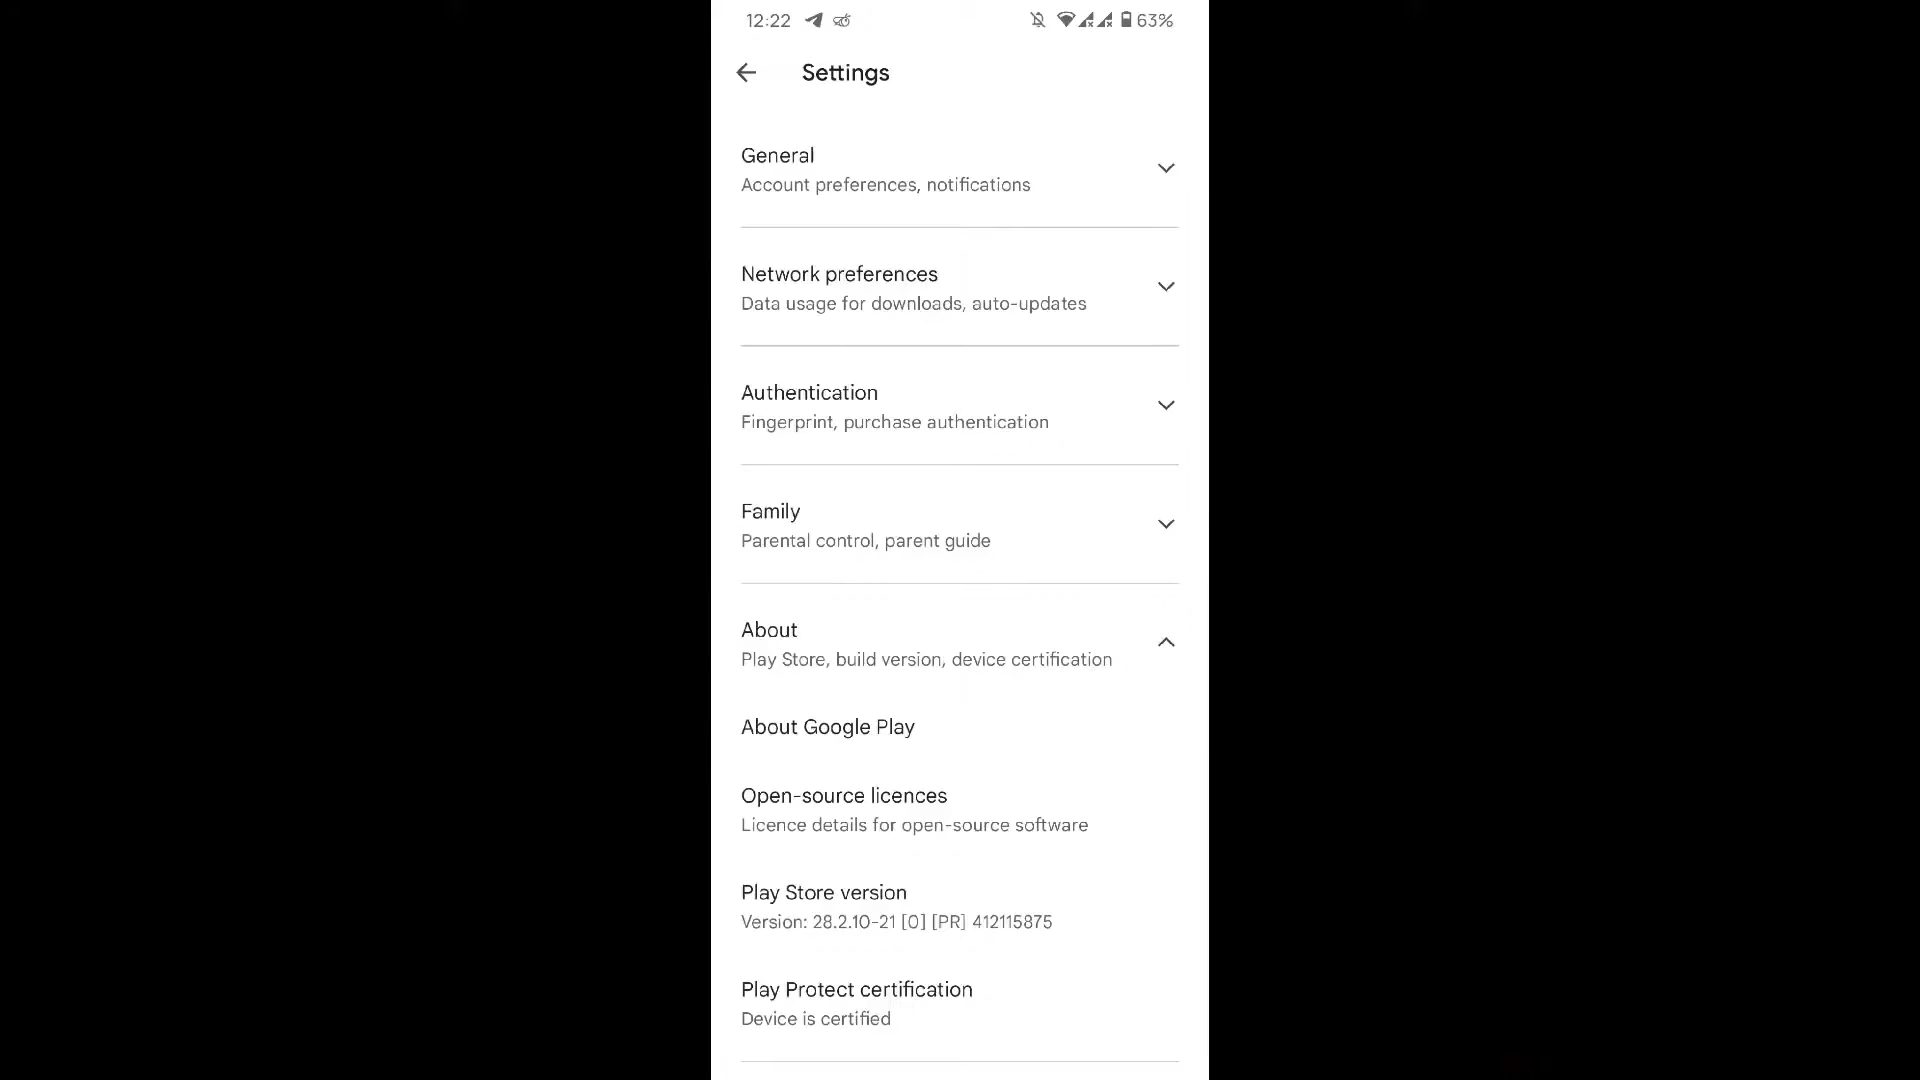 12:22 63%
Settings
General
Account preferences, notifications
Network preferences
Data usage for downloads, auto-updates
Authentication
Fingerprint, purchase authentication
Family
Parental control, parent guide
About
Play Store, build version, device certification
About Google Play
Open-source licences
Licence details for open-source software
Play Store version
Version: 28.2.10-21 [0] [PR] 412115875
Play Protect certification
Device is certified